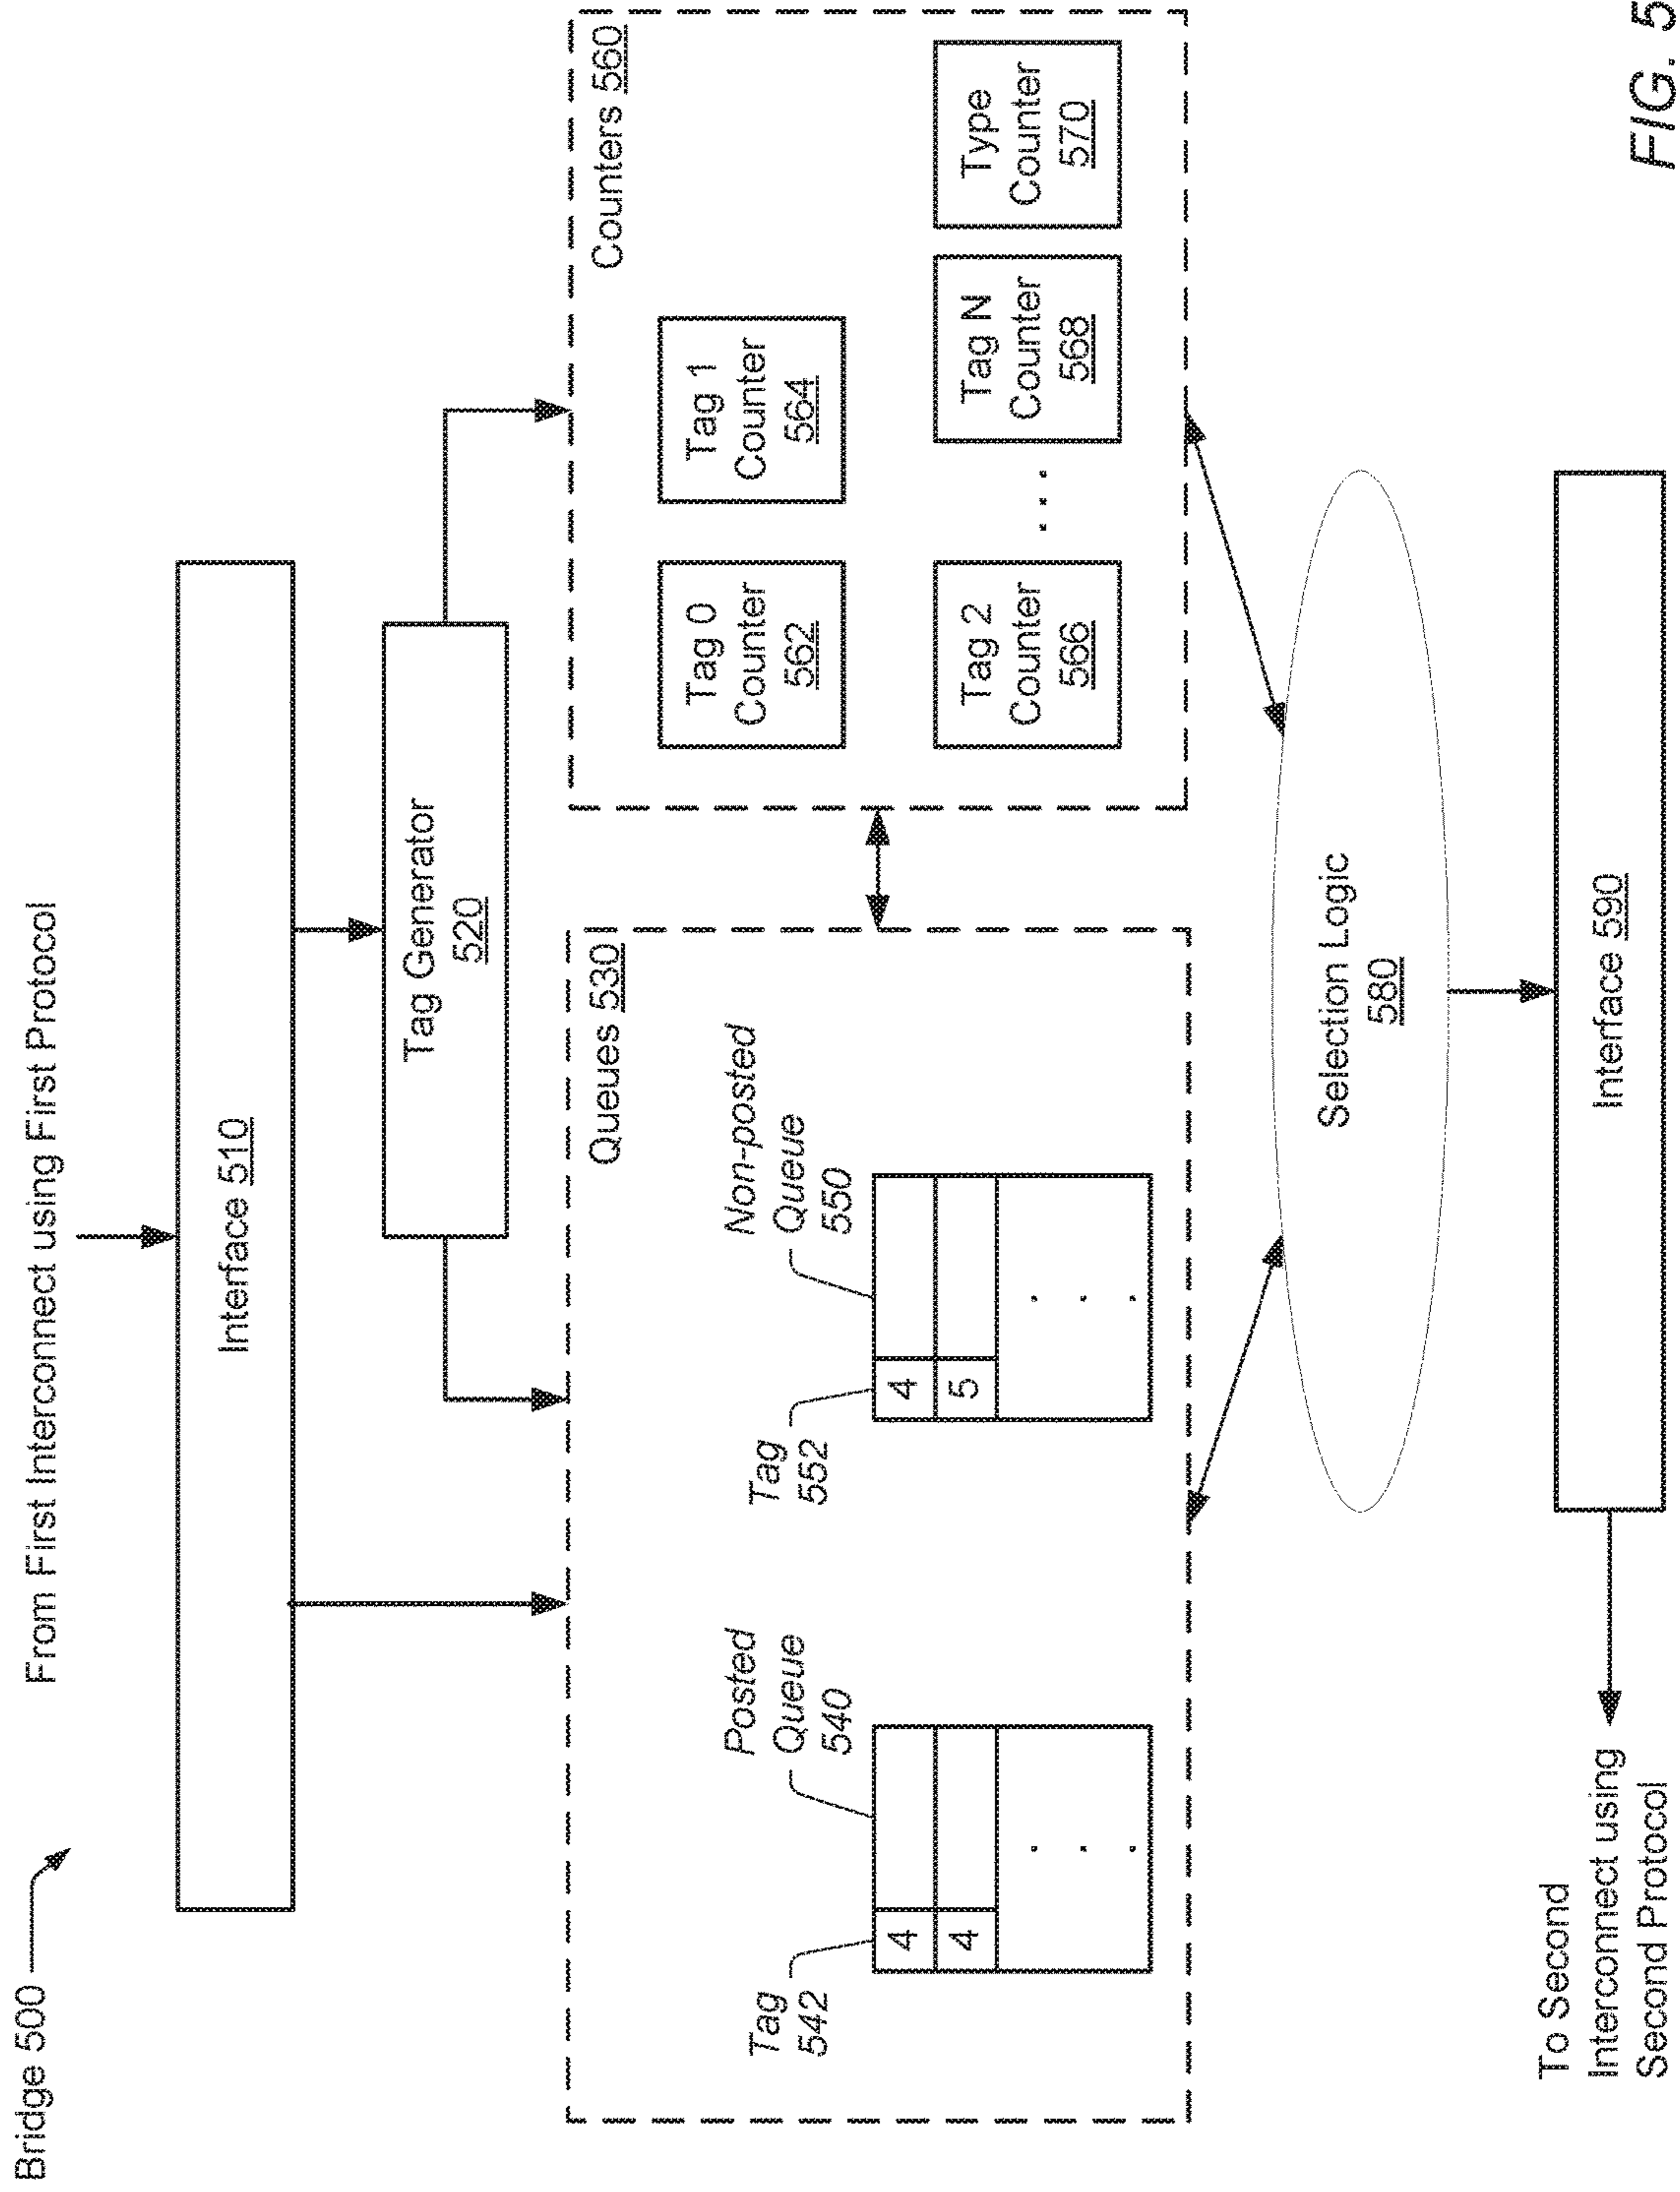 Bridge 500
From First Interconnect using First Protocol
Interface 510
Tag Generator
520
Queues 530
Tag
542
Posted
Queue
540
4
4
.
.
.
Tag
552
Non-posted
Queue
550
4
5
.
.
.
Counters 560
Tag 0
Counter
562
Tag 1
Counter
564
Tag 2
Counter
566
. . .
Tag N
Counter
568
Type
Counter
570
Selection Logic
580
Interface 590
To Second
Interconnect using
Second Protocol
FIG. 5